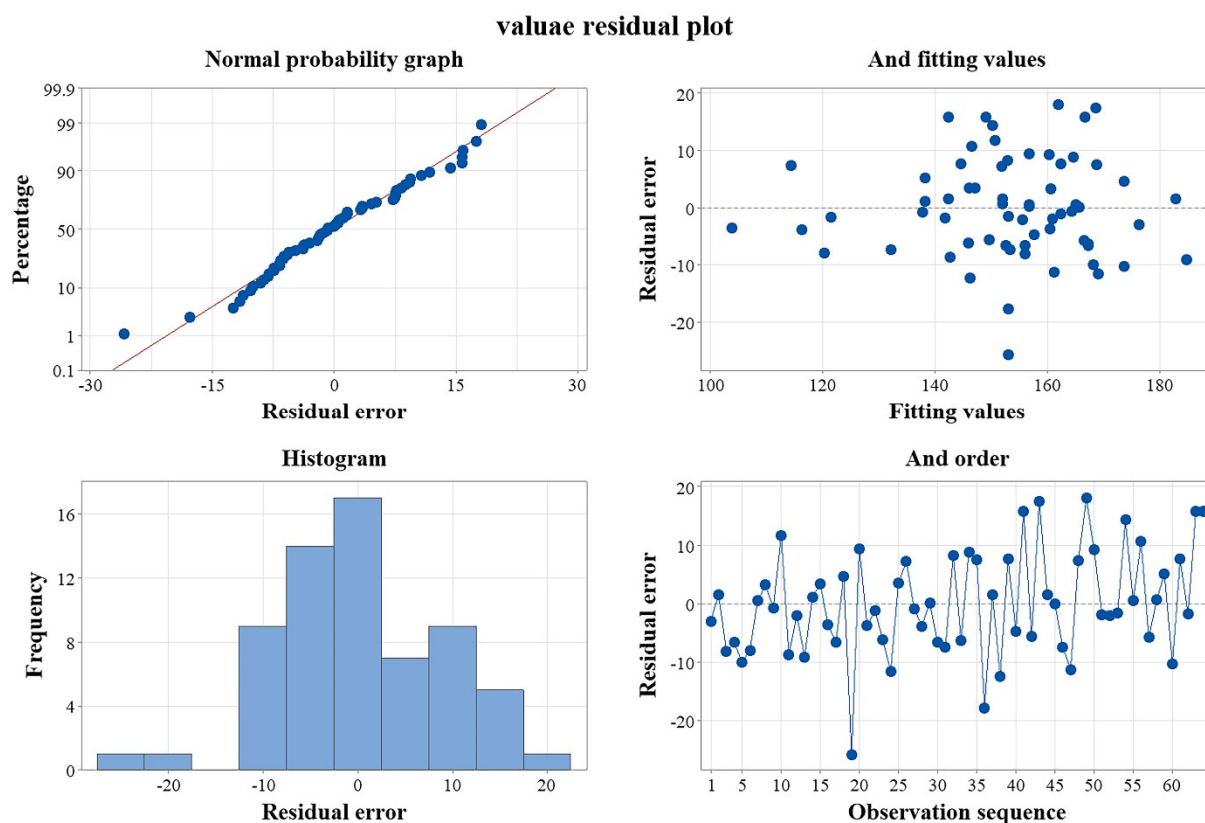 valuae residual plot
Normal probability graph
Percentage
99.9
99
90
50
10
1
0.1
-30 -15 0 15 30
Residual error
And fitting values
Residual error
20
10
0
-10
-20
100 120 140 160 180
Fitting values
Histogram
Frequency
16
12
8
4
0
-20 -10 0 10 20
Residual error
And order
Residual error
20
10
0
-10
-20
1 5 10 15 20 25 30 35 40 45 50 55 60
Observation sequence